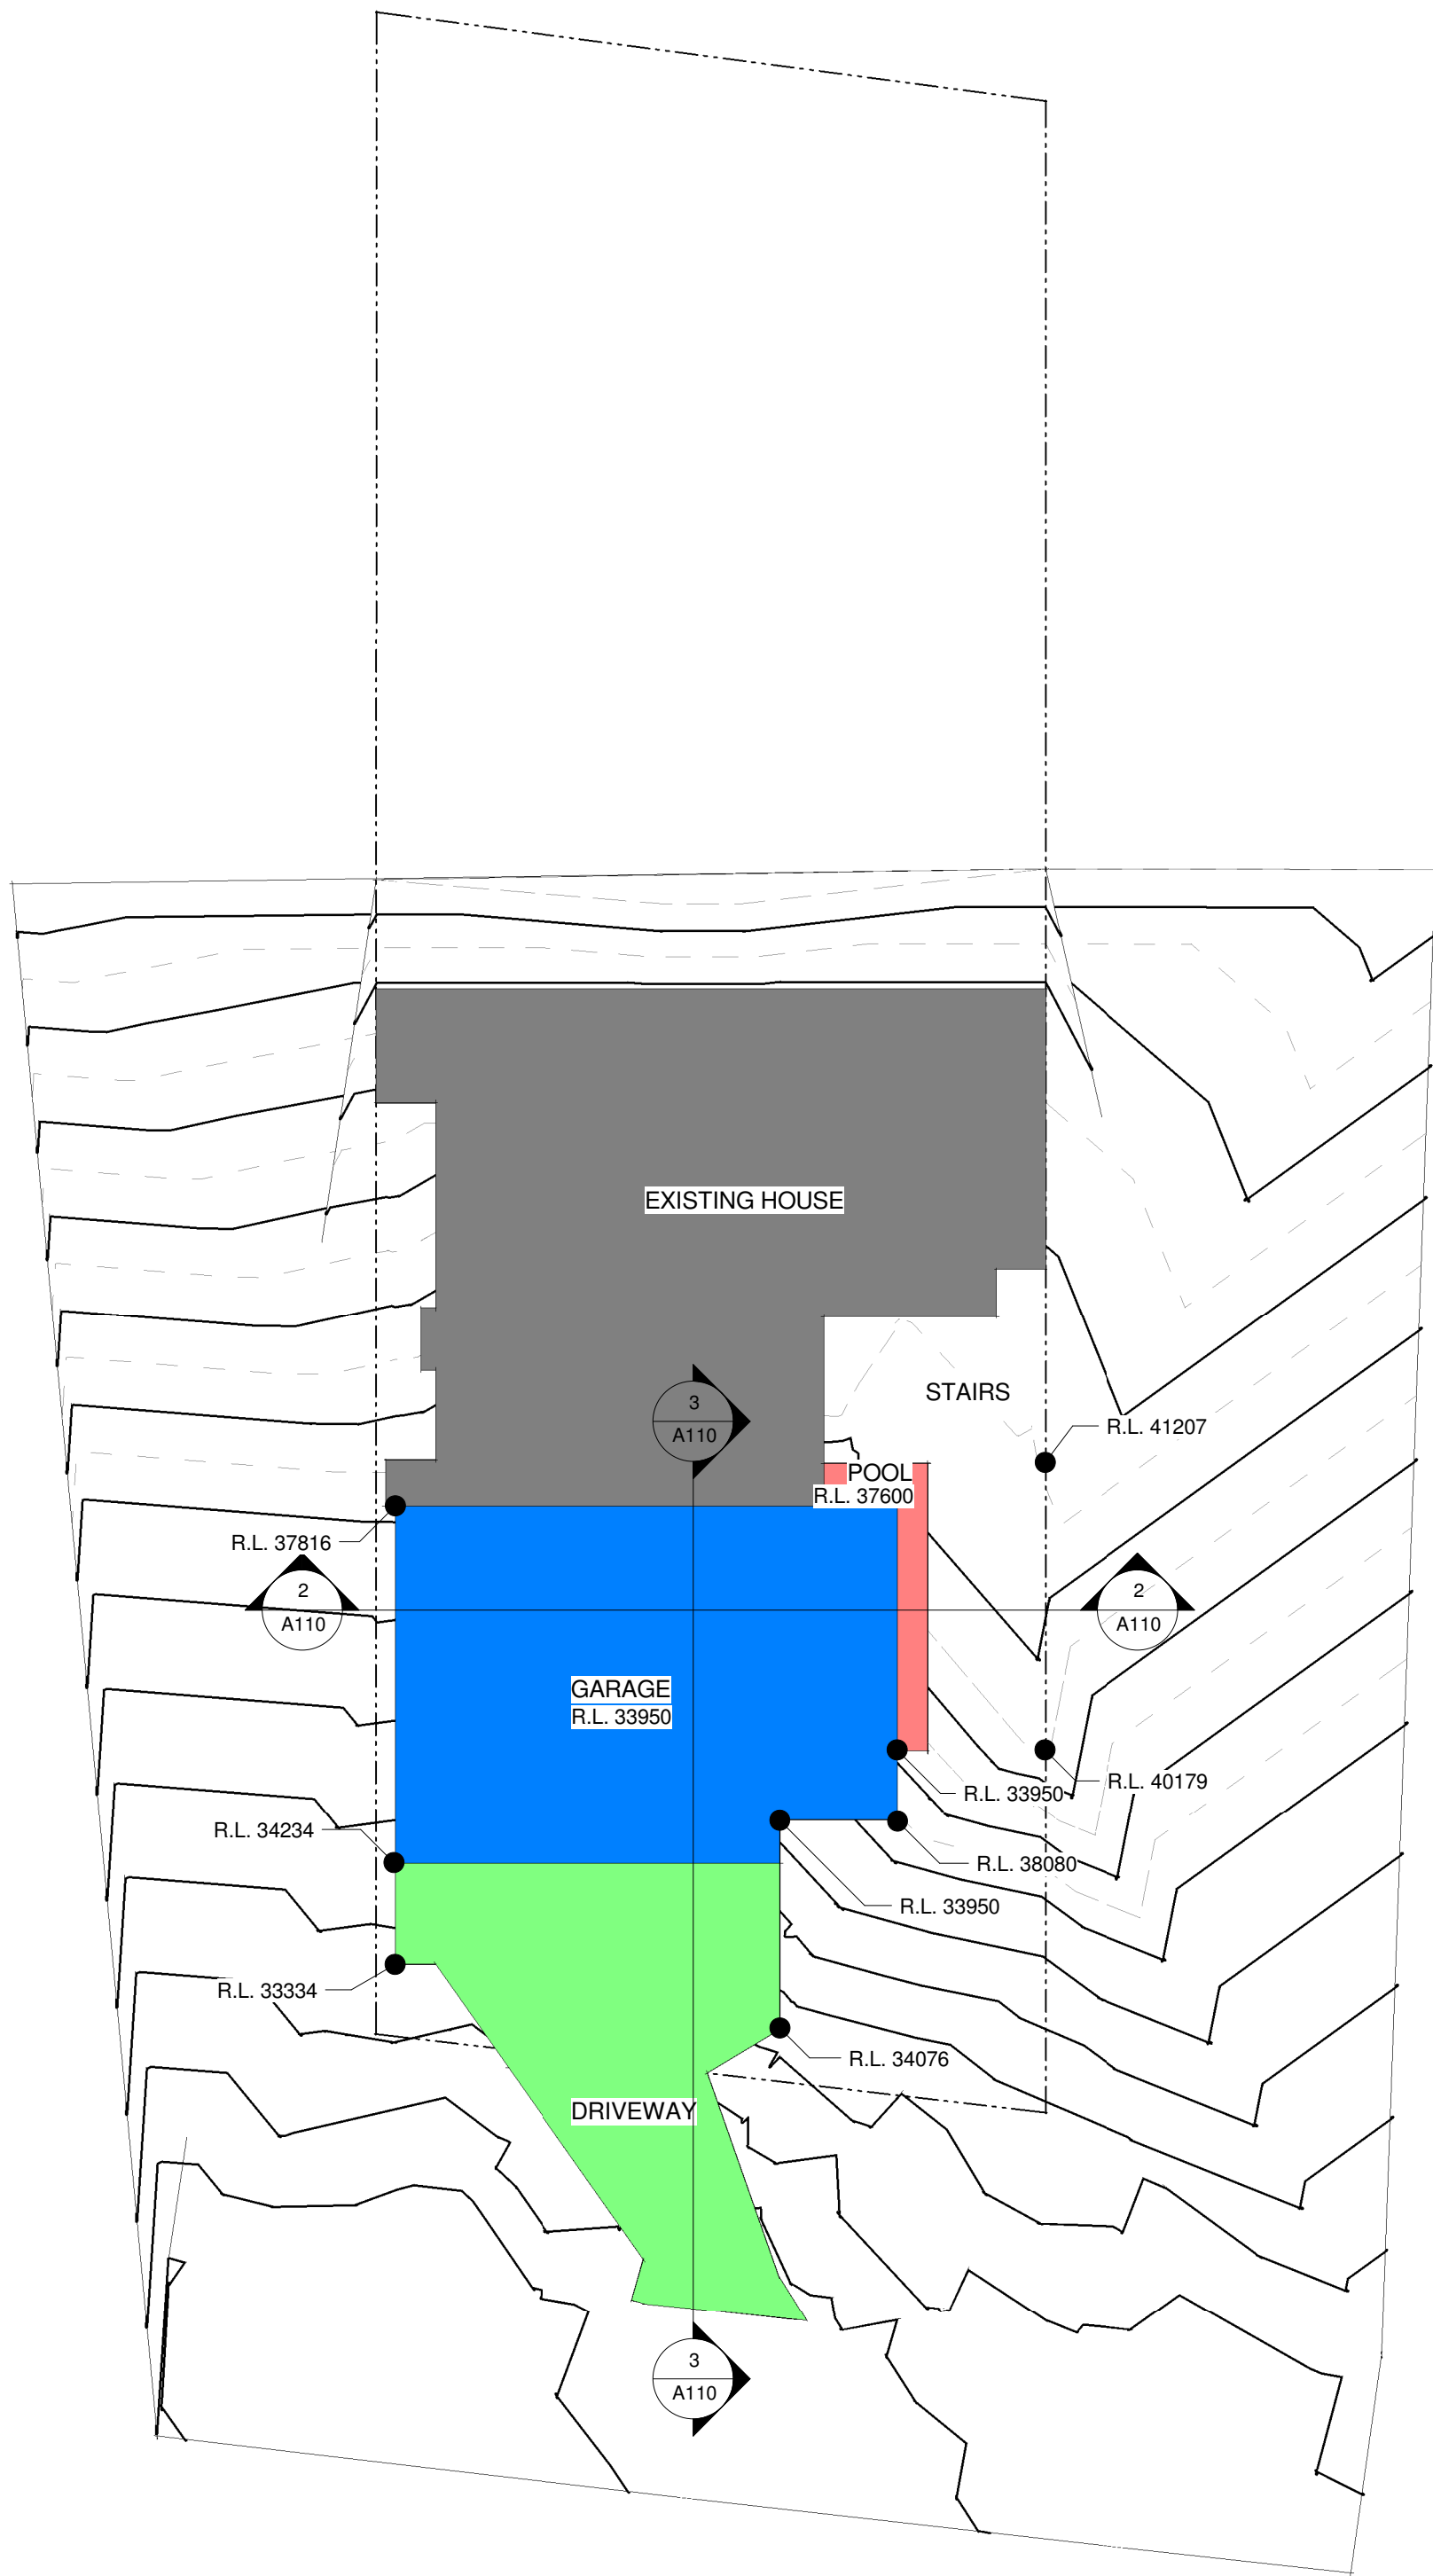 EXISTING HOUSE
STAIRS
3
A110
R.L. 41207
POOL
R.L. 37600
R.L. 37816
2
A110
2
A110
GARAGE
R.L. 33950
R.L. 33950
R.L. 40179
R.L. 34234
R.L. 38080
R.L. 33950
R.L. 33334
R.L. 34076
DRIVEWAY
3
A110